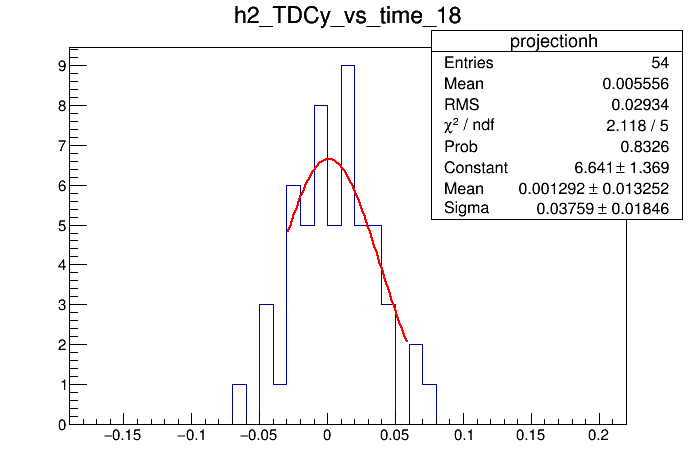 h2_TDCy_vs_time_18
projectionh
Entries 54
Mean 0.005556
RMS 0.02934
χ² / ndf 2.118 / 5
Prob 0.8326
Constant 6.641 ± 1.369
Mean 0.001292 ± 0.013252
Sigma 0.03759 ± 0.01846
9
8
7
6
5
4
3
2
1
0
−0.15 −0.1 −0.05 0 0.05 0.1 0.15 0.2